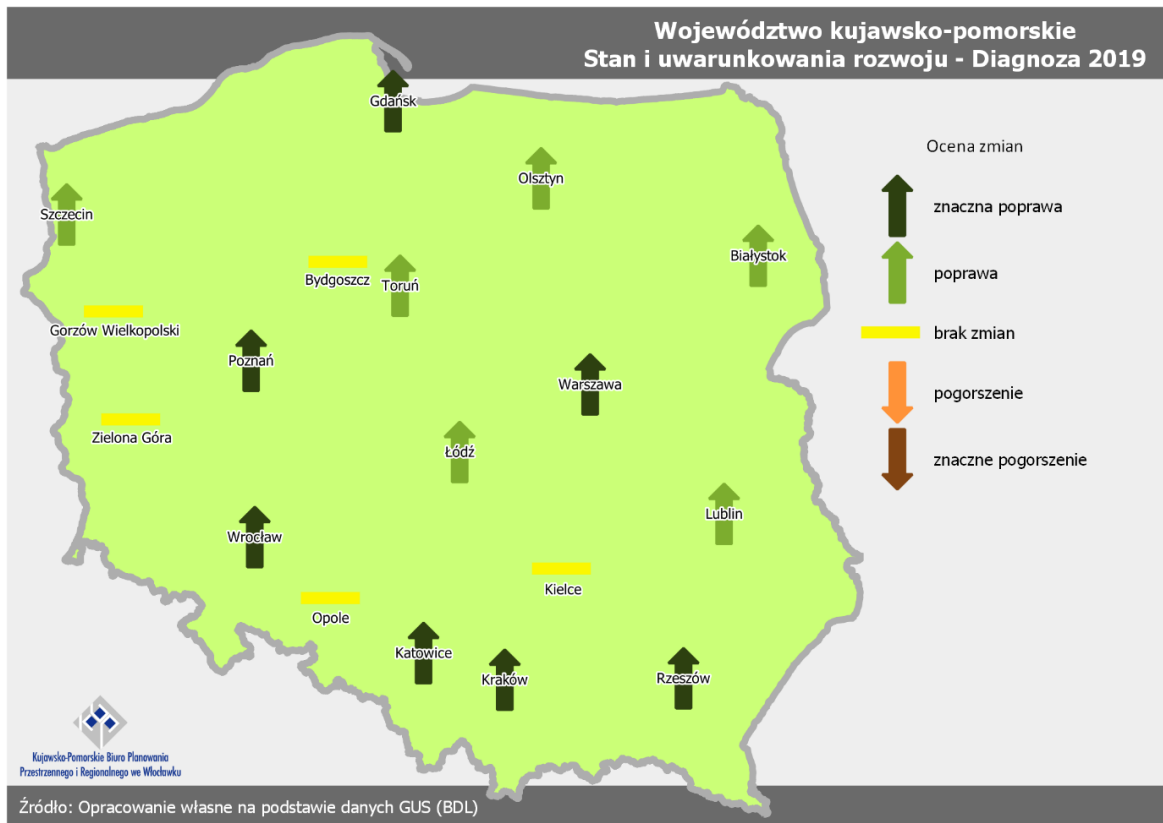 Województwo kujawsko-pomorskie
Stan i uwarunkowania rozwoju - Diagnoza 2019
Gdańsk
Olsztyn
Szczecin
Białystok
Bydgoszcz
Toruń
Gorzów Wielkopolski
Poznań
Warszawa
Zielona Góra
Łódź
Lublin
Wrocław
Kielce
Opole
Katowice
Kraków
Rzeszów
Ocena zmian
znaczna poprawa
poprawa
brak zmian
pogorszenie
znaczne pogorszenie
Kujawsko-Pomorskie Biuro Planowania
Przestrzennego i Regionalnego we Włocławku
Źródło: Opracowanie własne na podstawie danych GUS (BDL)